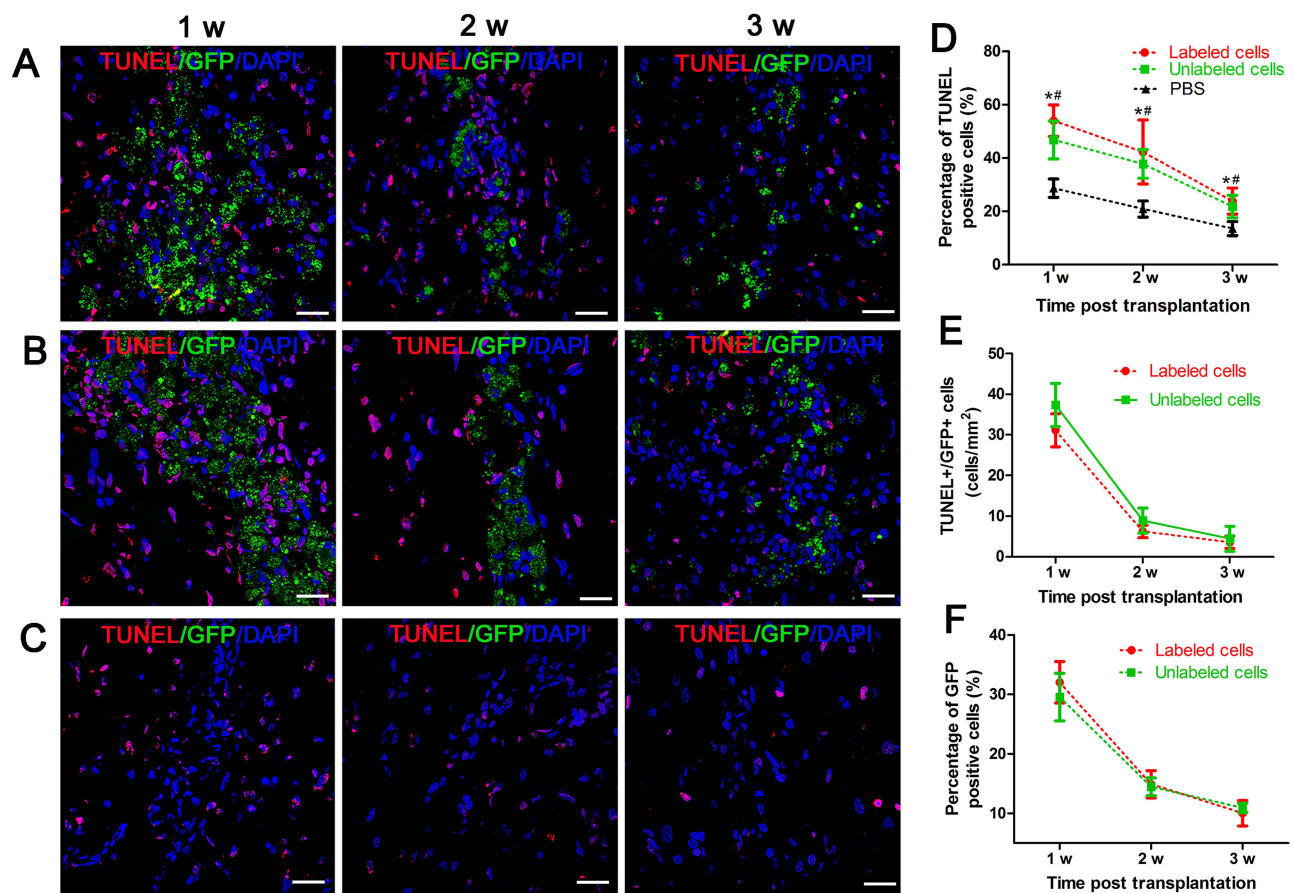 1 w 2 w 3 w
A
TUNEL/GFP/DAPI TUNEL/GFP/DAPI TUNEL/GFP/DAPI
B
TUNEL/GFP/DAPI TUNEL/GFP/DAPI TUNEL/GFP/DAPI
C
TUNEL/GFP/DAPI TUNEL/GFP/DAPI TUNEL/GFP/DAPI
D
Percentage of TUNEL
positive cells (%)
80
60
40
20
0
Labeled cells
Unlabeled cells
PBS
*# *# *#
1 w 2 w 3 w
Time post transplantation
E
TUNEL+/GFP+ cells
(cells/mm²)
50
40
30
20
10
0
Labeled cells
Unlabeled cells
1 w 2 w 3 w
Time post transplantation
F
Percentage of GFP
positive cells (%)
40
30
20
10
Labeled cells
Unlabeled cells
1 w 2 w 3 w
Time post transplantation